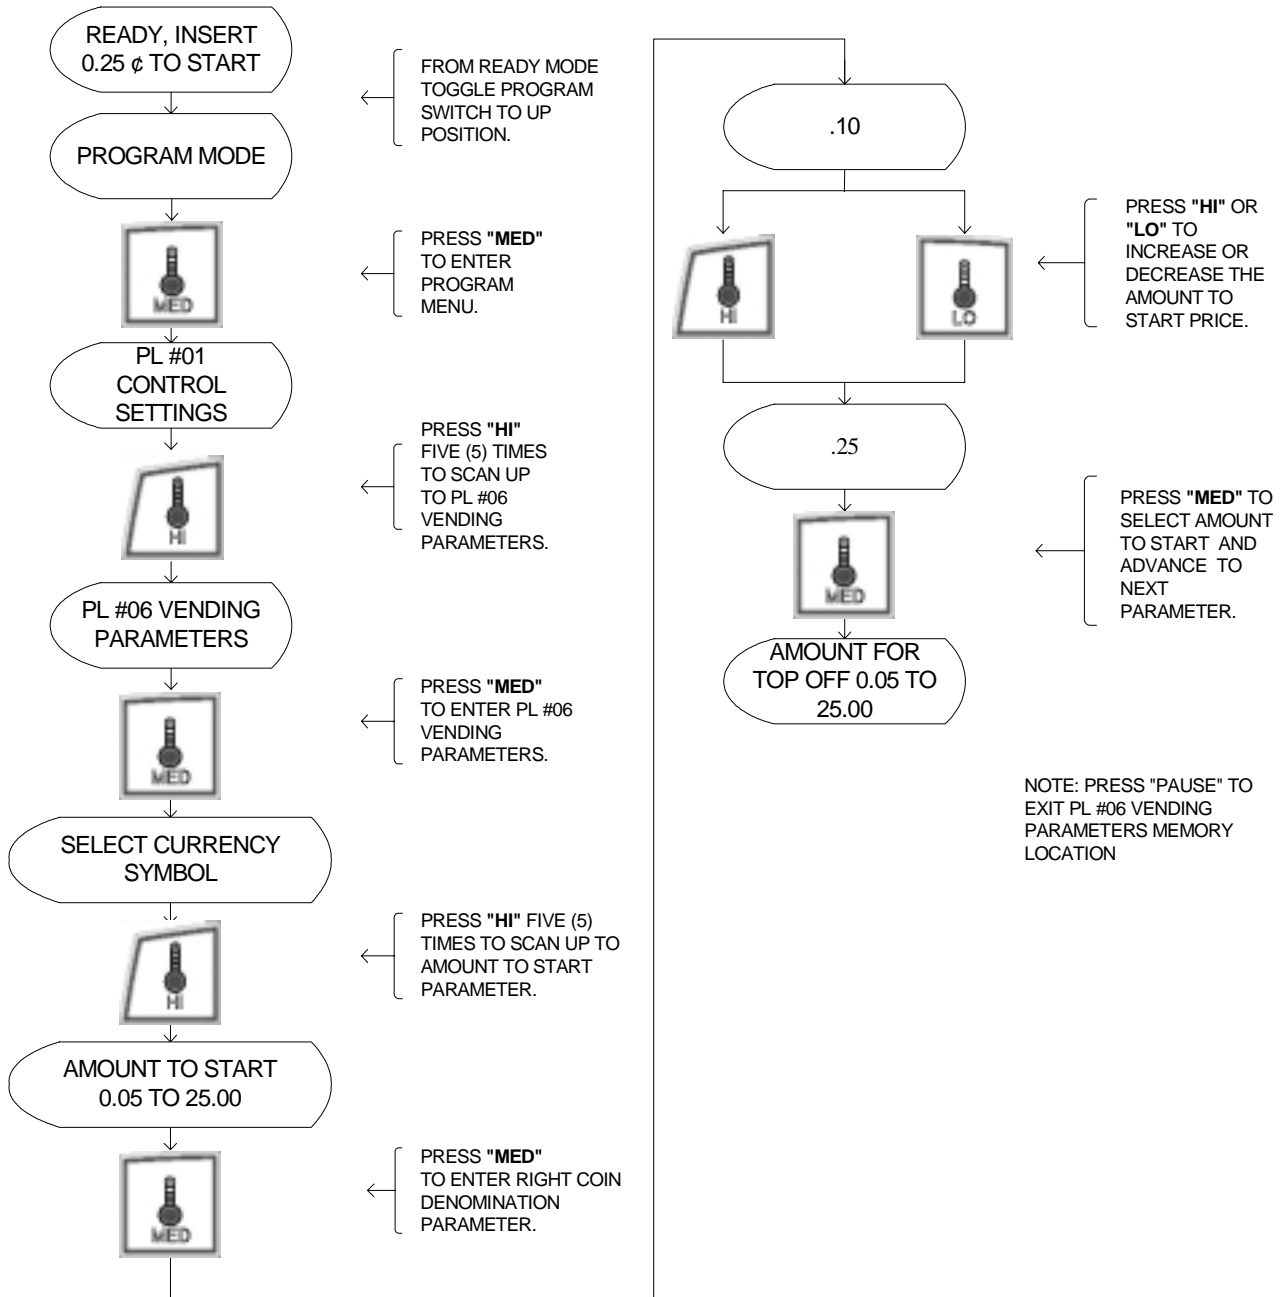 READY, INSERT
0.25 ¢ TO START
FROM READY MODE
TOGGLE PROGRAM
SWITCH TO UP
POSITION.
PROGRAM MODE
MED
PRESS "MED"
TO ENTER
PROGRAM
MENU.
PL #01
CONTROL
SETTINGS
HI
PRESS "HI"
FIVE (5) TIMES
TO SCAN UP
TO PL #06
VENDING
PARAMETERS.
PL #06 VENDING
PARAMETERS
MED
PRESS "MED"
TO ENTER PL #06
VENDING
PARAMETERS.
SELECT CURRENCY
SYMBOL
HI
PRESS "HI" FIVE (5)
TIMES TO SCAN UP TO
AMOUNT TO START
PARAMETER.
AMOUNT TO START
0.05 TO 25.00
MED
PRESS "MED"
TO ENTER RIGHT COIN
DENOMINATION
PARAMETER.
.10
HI
LO
PRESS "HI" OR
"LO" TO
INCREASE OR
DECREASE THE
AMOUNT TO
START PRICE.
.25
MED
PRESS "MED" TO
SELECT AMOUNT
TO START AND
ADVANCE TO
NEXT
PARAMETER.
AMOUNT FOR
TOP OFF 0.05 TO
25.00
NOTE: PRESS "PAUSE" TO
EXIT PL #06 VENDING
PARAMETERS MEMORY
LOCATION